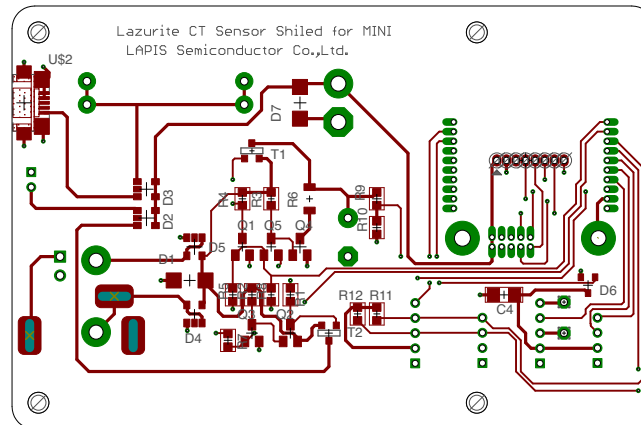 Lazurite CT Sensor Shiled for MINI
LAPIS Semiconductor Co.,Ltd.
U$2
D7
T1
D3
D2
R4
R3
R6
R9
R10
Q1
Q5
Q4
D1
D5
R5
R12
R11
C4
D6
Q3
Q2
T2
D4